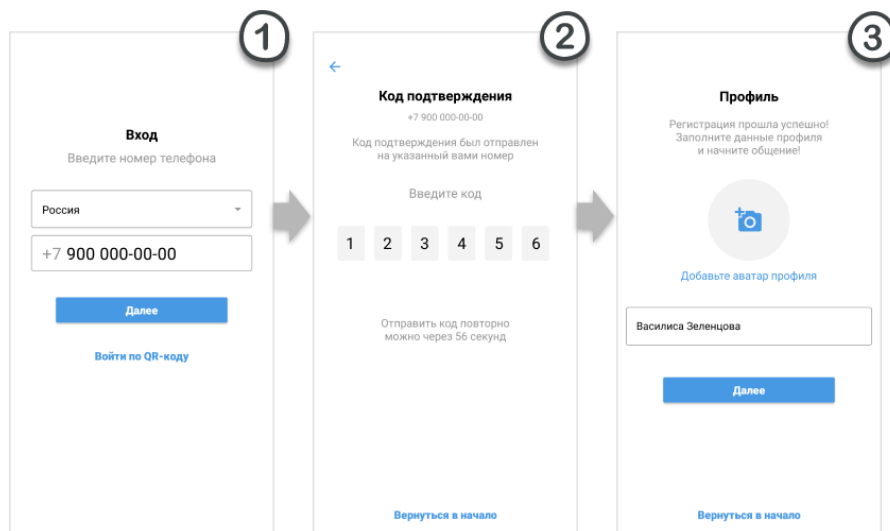 1
Вход
Введите номер телефона
Россия
+7 900 000-00-00
Далее
Войти по QR-коду
2
Код подтверждения
+7 900 000-00-00
Код подтверждения был отправлен
на указанный вами номер
Введите код
1 2 3 4 5 6
Отправить код повторно
можно через 56 секунд
Вернуться в начало
3
Профиль
Регистрация прошла успешно!
Заполните данные профиля
и начните общение!
Добавьте аватар профиля
Василиса Зеленцова
Далее
Вернуться в начало